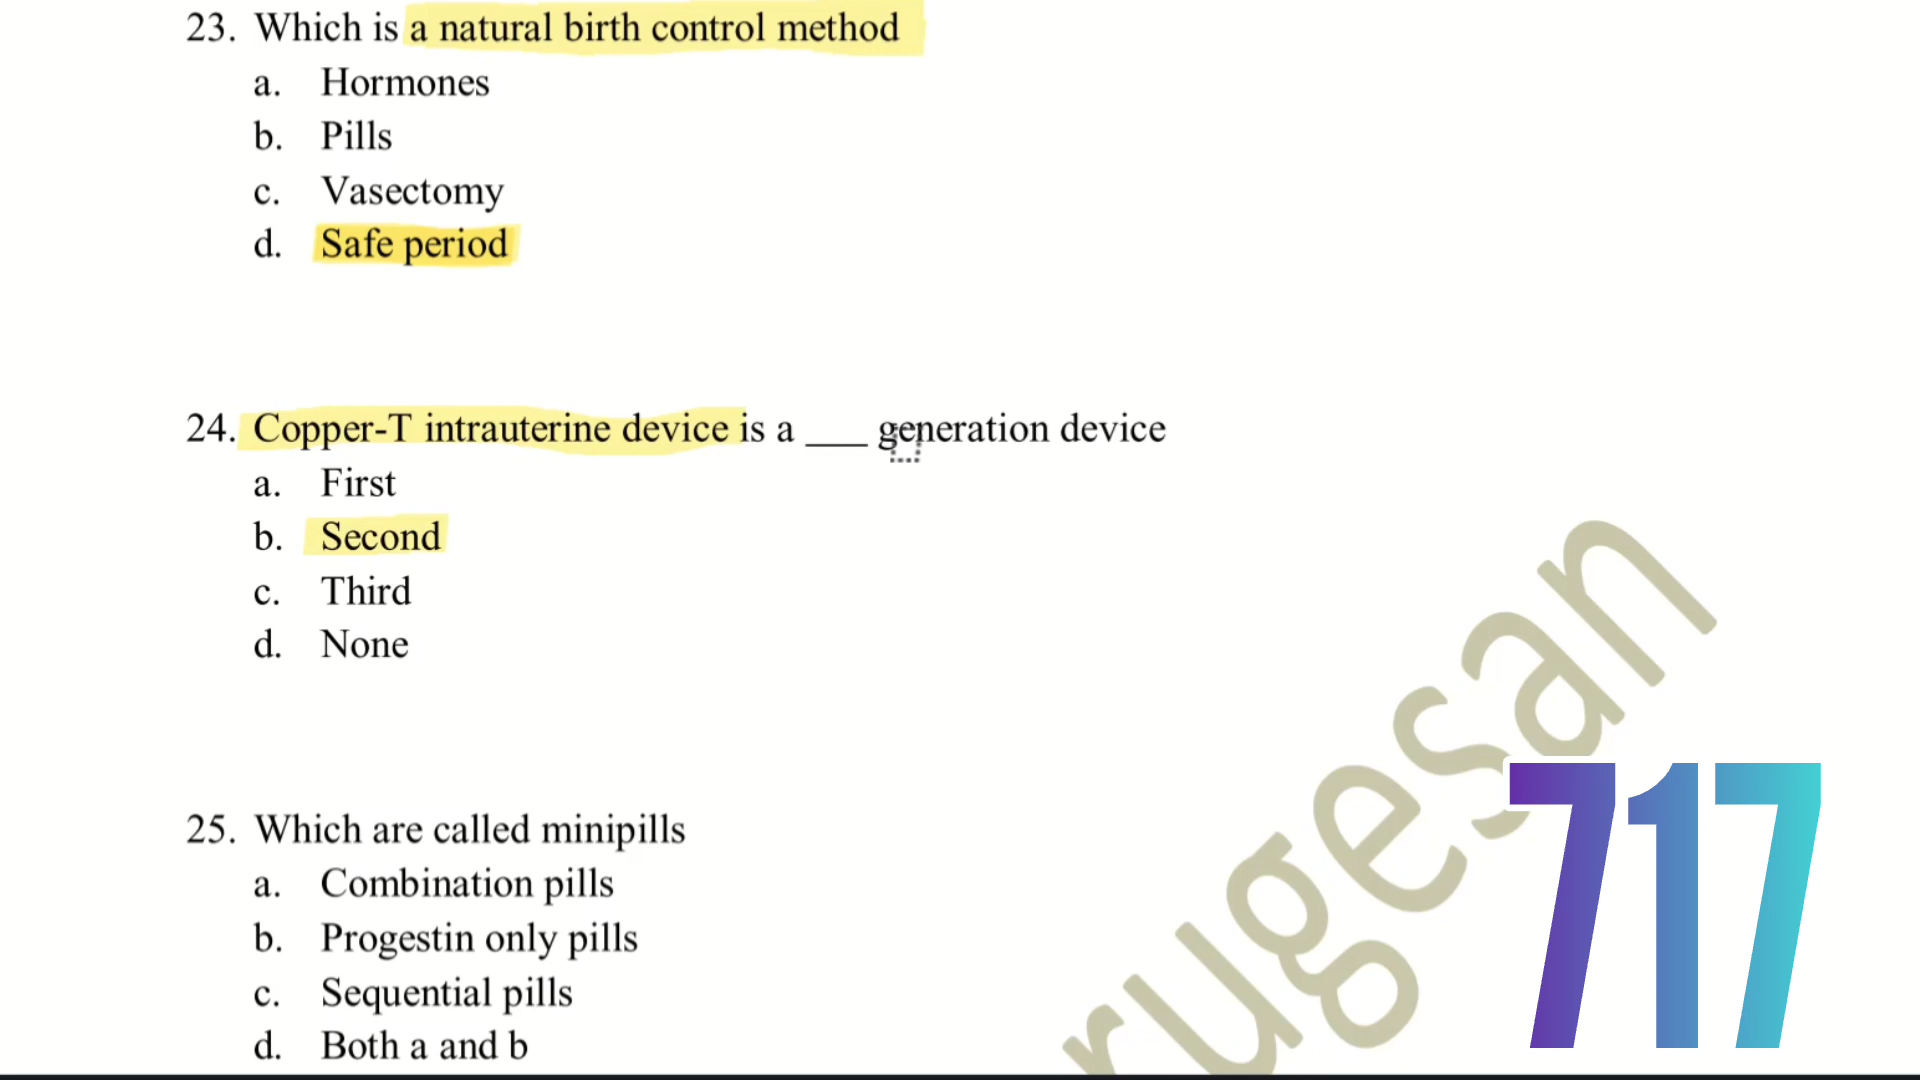 23. Which is a natural birth control method
a. Hormones
b. Pills
c. Vasectomy
d. Safe period
24. Copper-T intrauterine device is a ___ generation device
a. First
b. Second
c. Third
d. None
25. Which are called minipills
a. Combination pills
b. Progestin only pills
c. Sequential pills
d. Both a and b
rugesan
717